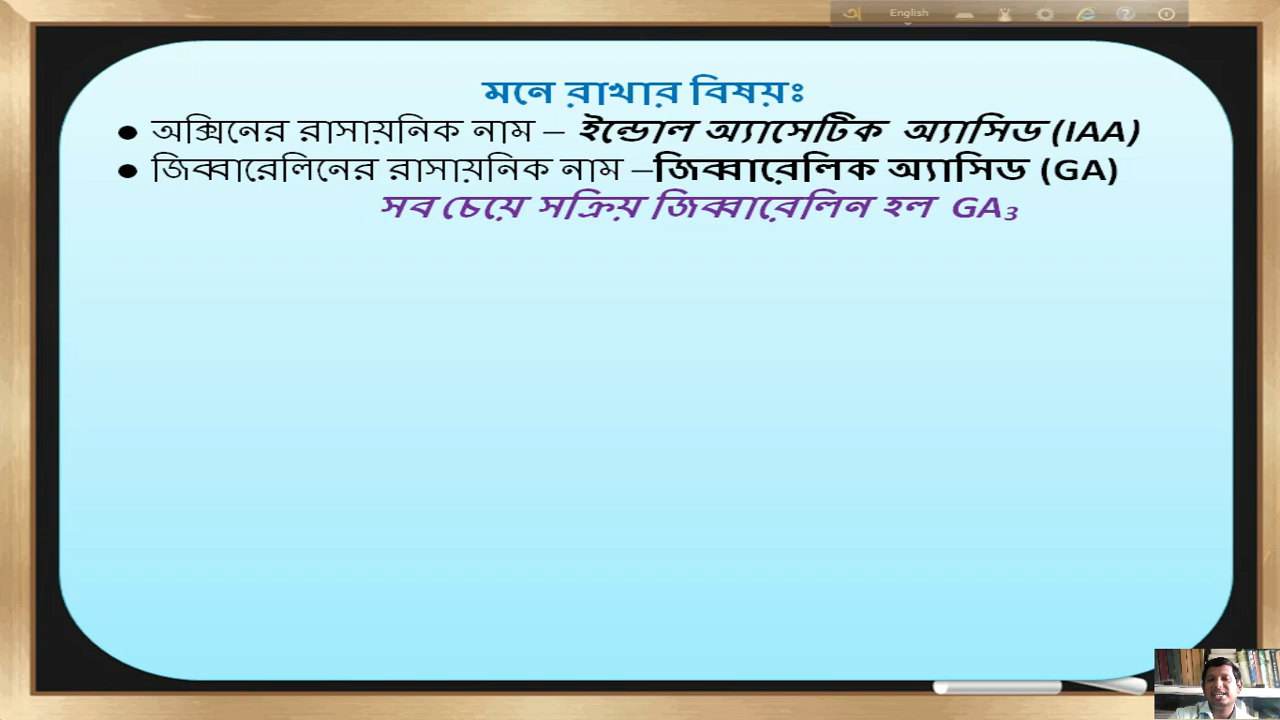 English
মনে রাখার বিষয়ঃ
● অক্সিনের রাসায়নিক নাম – ইন্ডোল অ্যাসেটিক অ্যাসিড (IAA)
● জিব্বারেলিনের রাসায়নিক নাম –জিব্বারেলিক অ্যাসিড (GA)
সব চেয়ে সক্রিয় জিব্বারেলিন হল GA₃